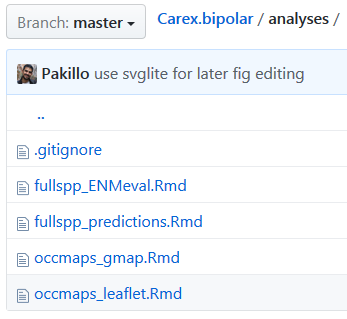 Branch: master Carex.bipolar / analyses /
Pakillo use svglite for later fig editing
..
.gitignore
fullspp_ENMeval.Rmd
fullspp_predictions.Rmd
occmaps_gmap.Rmd
occmaps_leaflet.Rmd